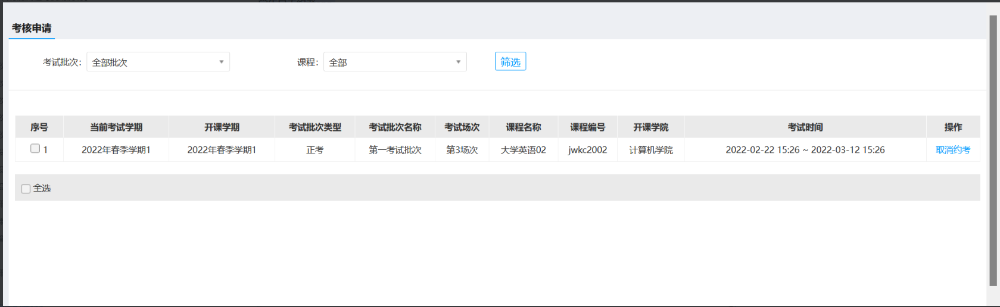 考核申请
考试批次： 全部批次 课程： 全部 筛选
序号 当前考试学期 开课学期 考试批次类型 考试批次名称 考试场次 课程名称 课程编号 开课学院 考试时间 操作
1 2022年春季学期1 2022年春季学期1 正考 第一考试批次 第3场次 大学英语02 jwkc2002 计算机学院 2022-02-22 15:26 ~ 2022-03-12 15:26 取消约考
全选